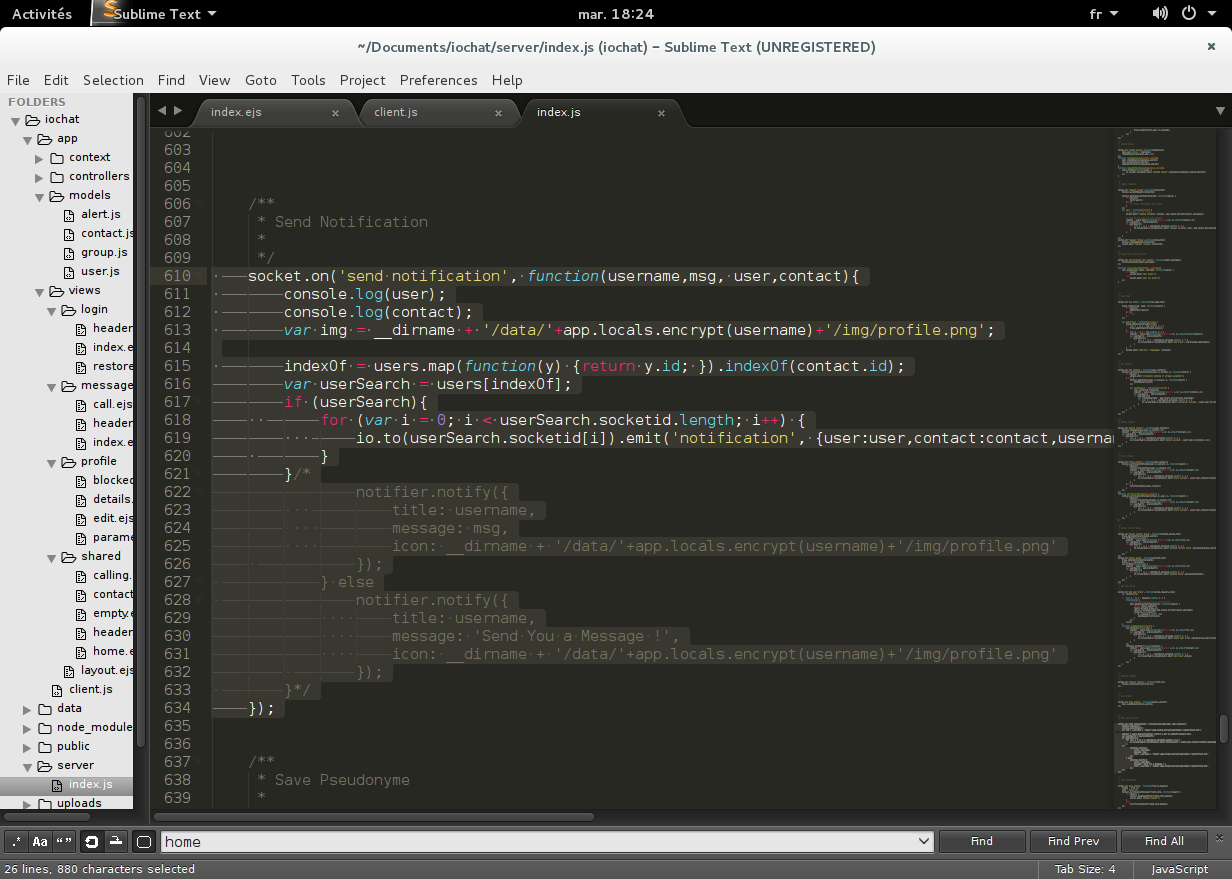 Activités
Sublime Text
mar. 18:24
fr
~/Documents/iochat/server/index.js (iochat) – Sublime Text (UNREGISTERED)
File Edit Selection Find View Goto Tools Project Preferences Help
FOLDERS
iochat
app
context
controllers
models
alert.js
contact.js
group.js
user.js
views
login
header
index.e
restore
message
call.ejs
header
index.e
profile
blocked
details.
edit.ejs
parame
shared
calling.
contact
empty.e
header
home.e
layout.ejs
client.js
data
node_module
public
server
index.js
uploads
index.ejs
client.js
index.js
602
603
604
605
606 /**
607 * Send Notification
608 *
609 */
610 socket.on('send notification', function(username,msg, user,contact){
611 console.log(user);
612 console.log(contact);
613 var img = __dirname + '/data/'+app.locals.encrypt(username)+'/img/profile.png';
614
615 indexOf = users.map(function(y) {return y.id; }).indexOf(contact.id);
616 var userSearch = users[indexOf];
617 if (userSearch){
618 for (var i = 0; i < userSearch.socketid.length; i++) {
619 io.to(userSearch.socketid[i]).emit('notification', {user:user,contact:contact,userna
620 }
621 }/*
622 notifier.notify({
623 title: username,
624 message: msg,
625 icon: __dirname + '/data/'+app.locals.encrypt(username)+'/img/profile.png'
626 });
627 } else
628 notifier.notify({
629 title: username,
630 message: 'Send You a Message !',
631 icon: __dirname + '/data/'+app.locals.encrypt(username)+'/img/profile.png'
632 });
633 }*/
634 });
635
636
637 /**
638 * Save Pseudonyme
639 *
.* Aa “”
home
Find
Find Prev
Find All
26 lines, 880 characters selected
Tab Size: 4
JavaScript